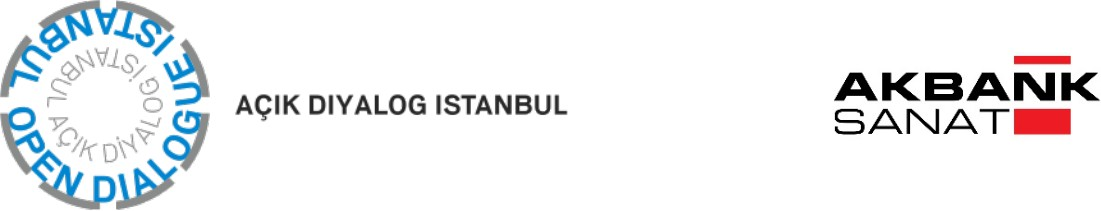 OPEN DIALOGUE ISTANBUL
AÇIK DİYALOG İSTANBUL
AÇIK DIYALOG ISTANBUL
AKBANK
SANAT